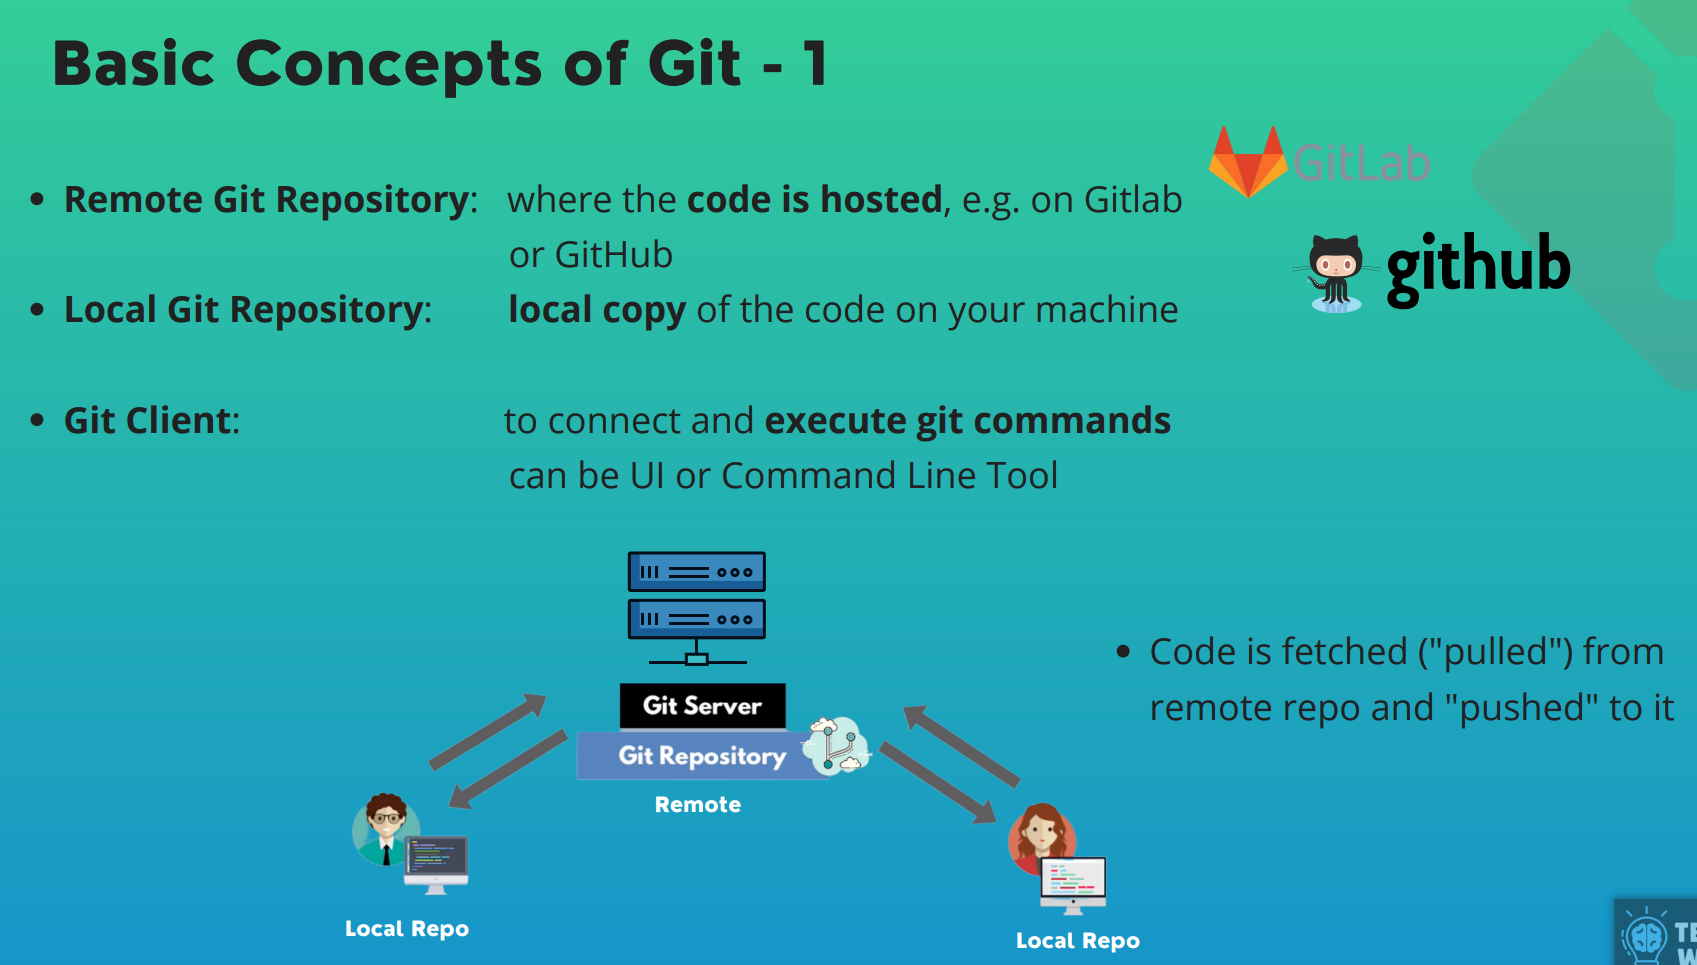 Basic Concepts of Git - 1
GitLab
• Remote Git Repository: where the code is hosted, e.g. on Gitlab
or GitHub
github
• Local Git Repository: local copy of the code on your machine
• Git Client: to connect and execute git commands
can be UI or Command Line Tool
• Code is fetched ("pulled") from
remote repo and "pushed" to it
Git Server
Git Repository
Remote
Local Repo
Local Repo